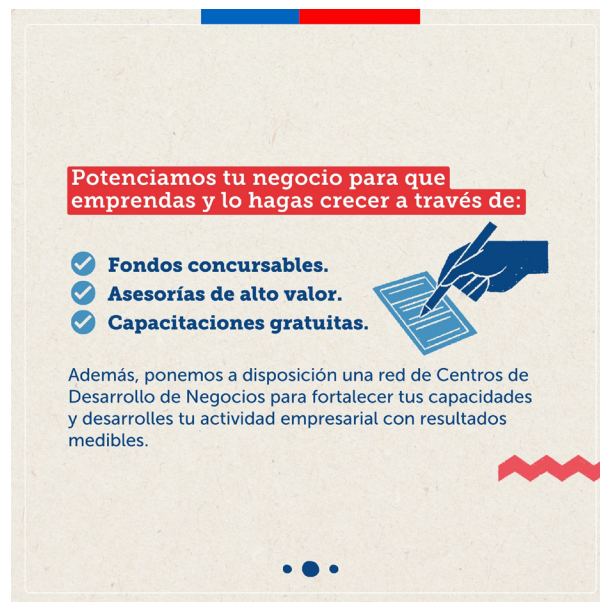 Potenciamos tu negocio para que
emprendas y lo hagas crecer a través de:
Fondos concursables.
Asesorías de alto valor.
Capacitaciones gratuitas.
Además, ponemos a disposición una red de Centros de
Desarrollo de Negocios para fortalecer tus capacidades
y desarrolles tu actividad empresarial con resultados
medibles.